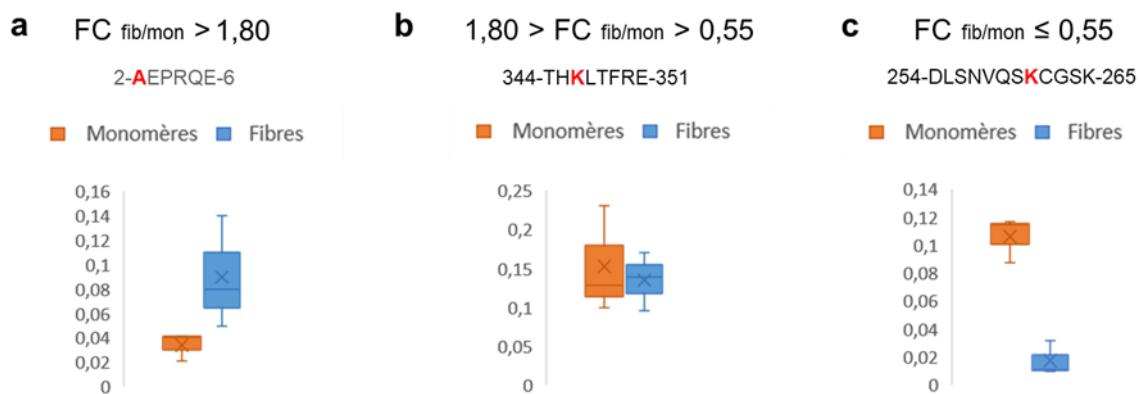 a FC fib/mon > 1,80
2-AEPRQE-6
Monomères Fibres
0,16
0,14
0,12
0,1
0,08
0,06
0,04
0,02
0
b 1,80 > FC fib/mon > 0,55
344-THKLTFRE-351
Monomères Fibres
0,25
0,2
0,15
0,1
0,05
0
c FC fib/mon ≤ 0,55
254-DLSNVQSKCGSK-265
Monomères Fibres
0,14
0,12
0,1
0,08
0,06
0,04
0,02
0